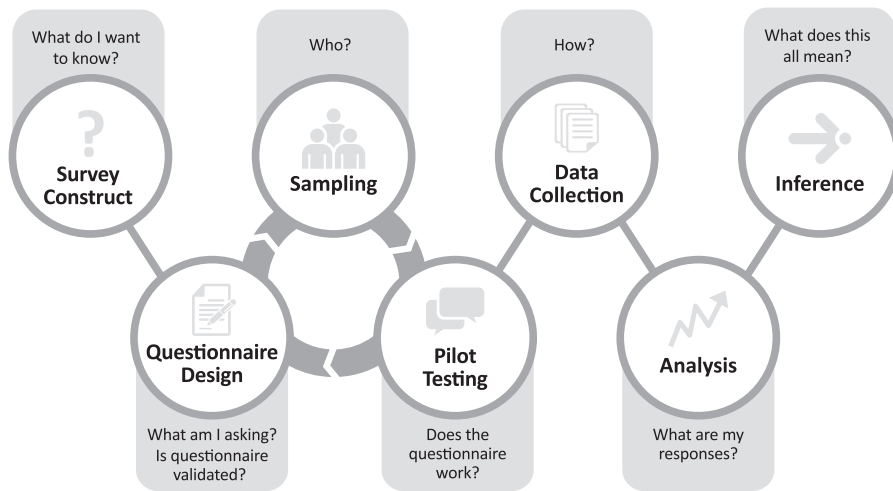 What do I want
to know?
Survey
Construct
Questionnaire
Design
What am I asking?
Is questionnaire
validated?
Who?
Sampling
Pilot
Testing
Does the
questionnaire
work?
How?
Data
Collection
Analysis
What are my
responses?
What does this
all mean?
Inference
?